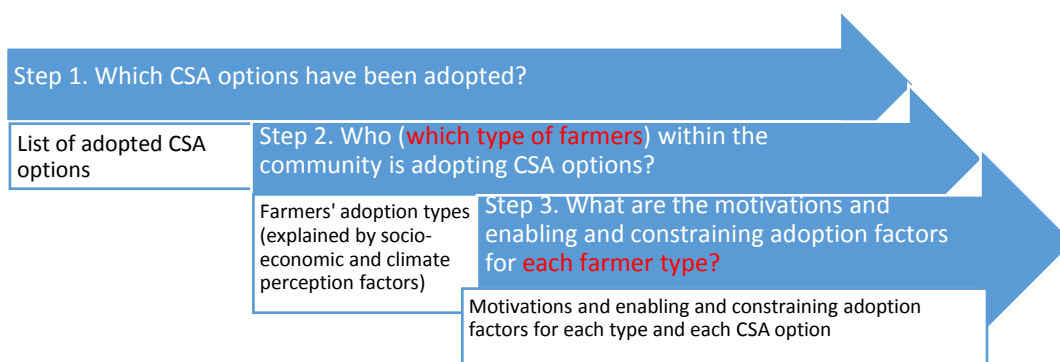 Step 1. Which CSA options have been adopted?
List of adopted CSA
options
Step 2. Who (which type of farmers) within the
community is adopting CSA options?
Farmers' adoption types
(explained by socio-
economic and climate
perception factors)
Step 3. What are the motivations and
enabling and constraining adoption factors
for each farmer type?
Motivations and enabling and constraining adoption
factors for each type and each CSA option